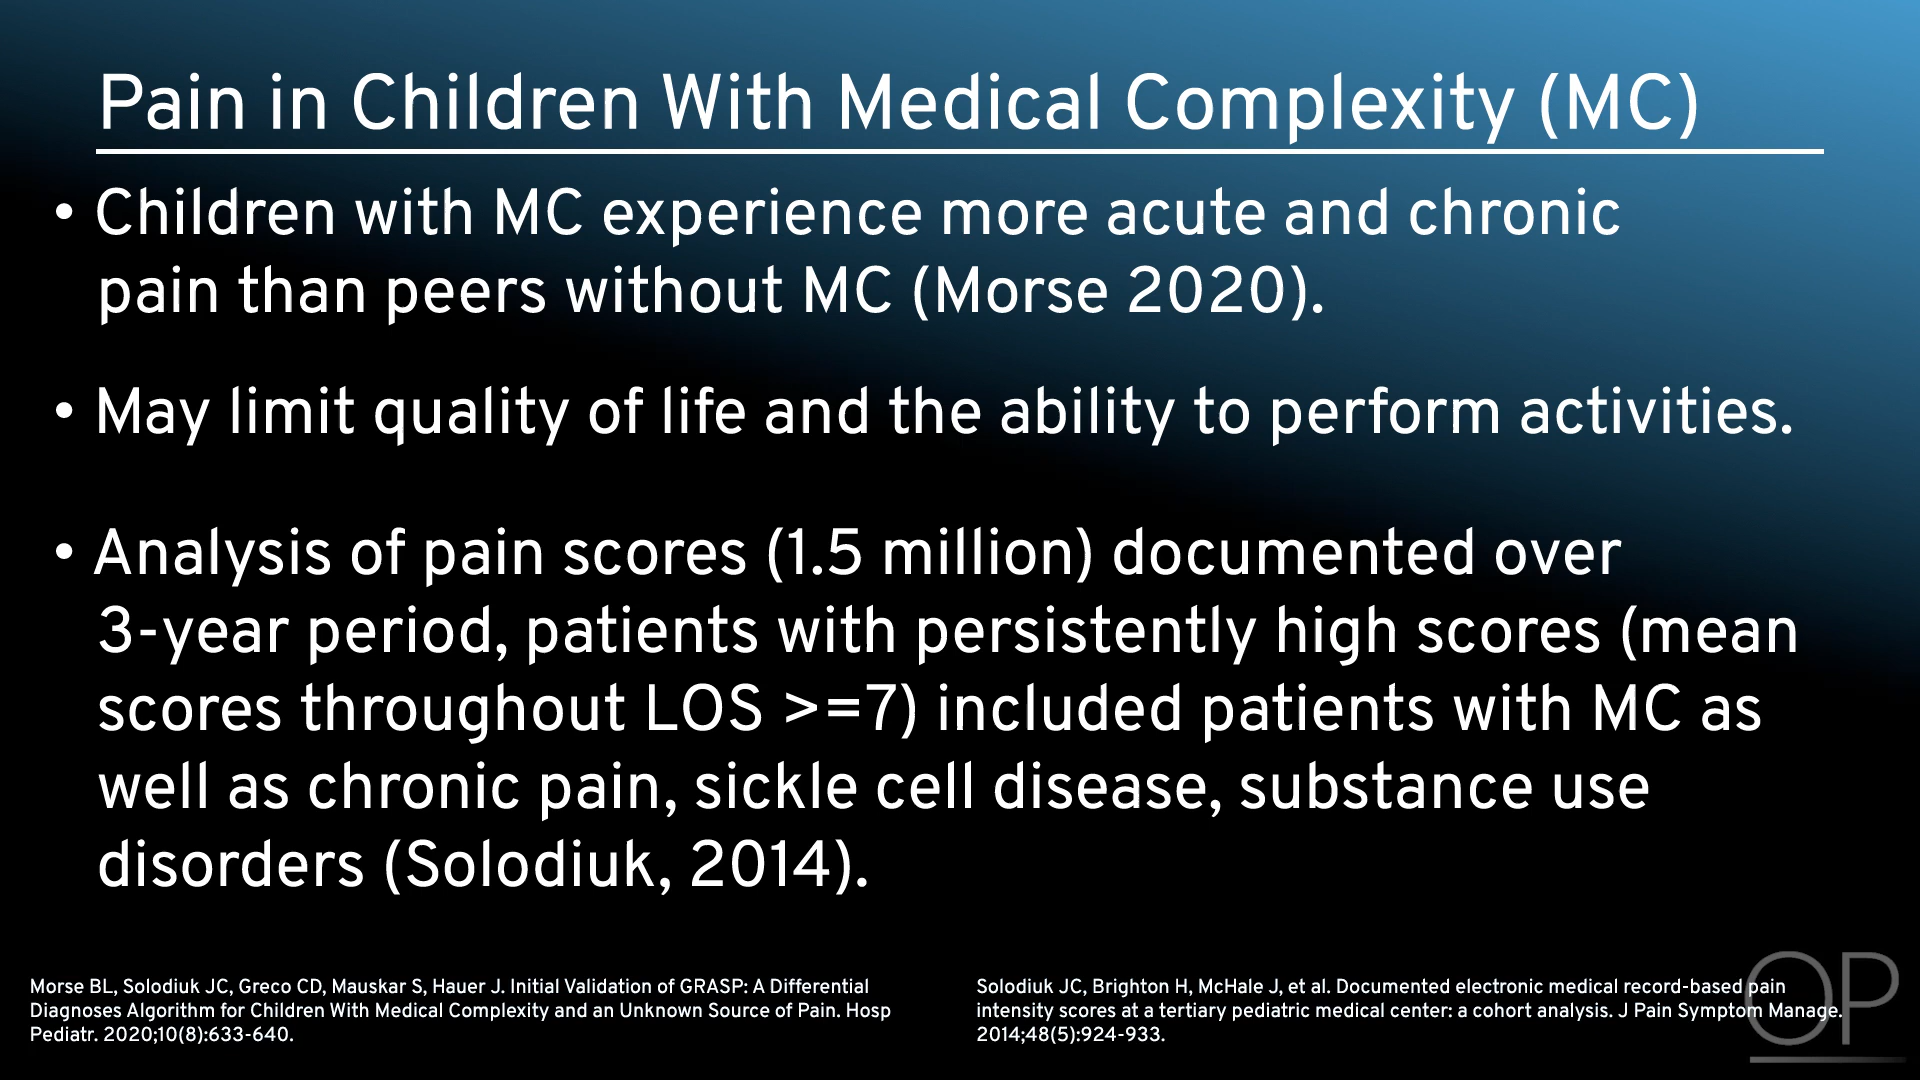 Pain in Children With Medical Complexity (MC)
• Children with MC experience more acute and chronic
pain than peers without MC (Morse 2020).
• May limit quality of life and the ability to perform activities.
• Analysis of pain scores (1.5 million) documented over
3-year period, patients with persistently high scores (mean
scores throughout LOS >=7) included patients with MC as
well as chronic pain, sickle cell disease, substance use
disorders (Solodiuk, 2014).
Morse BL, Solodiuk JC, Greco CD, Mauskar S, Hauer J. Initial Validation of GRASP: A Differential
Diagnoses Algorithm for Children With Medical Complexity and an Unknown Source of Pain. Hosp
Pediatr. 2020;10(8):633-640.
Solodiuk JC, Brighton H, McHale J, et al. Documented electronic medical record-based pain
intensity scores at a tertiary pediatric medical center: a cohort analysis. J Pain Symptom Manage.
2014;48(5):924-933.
OP